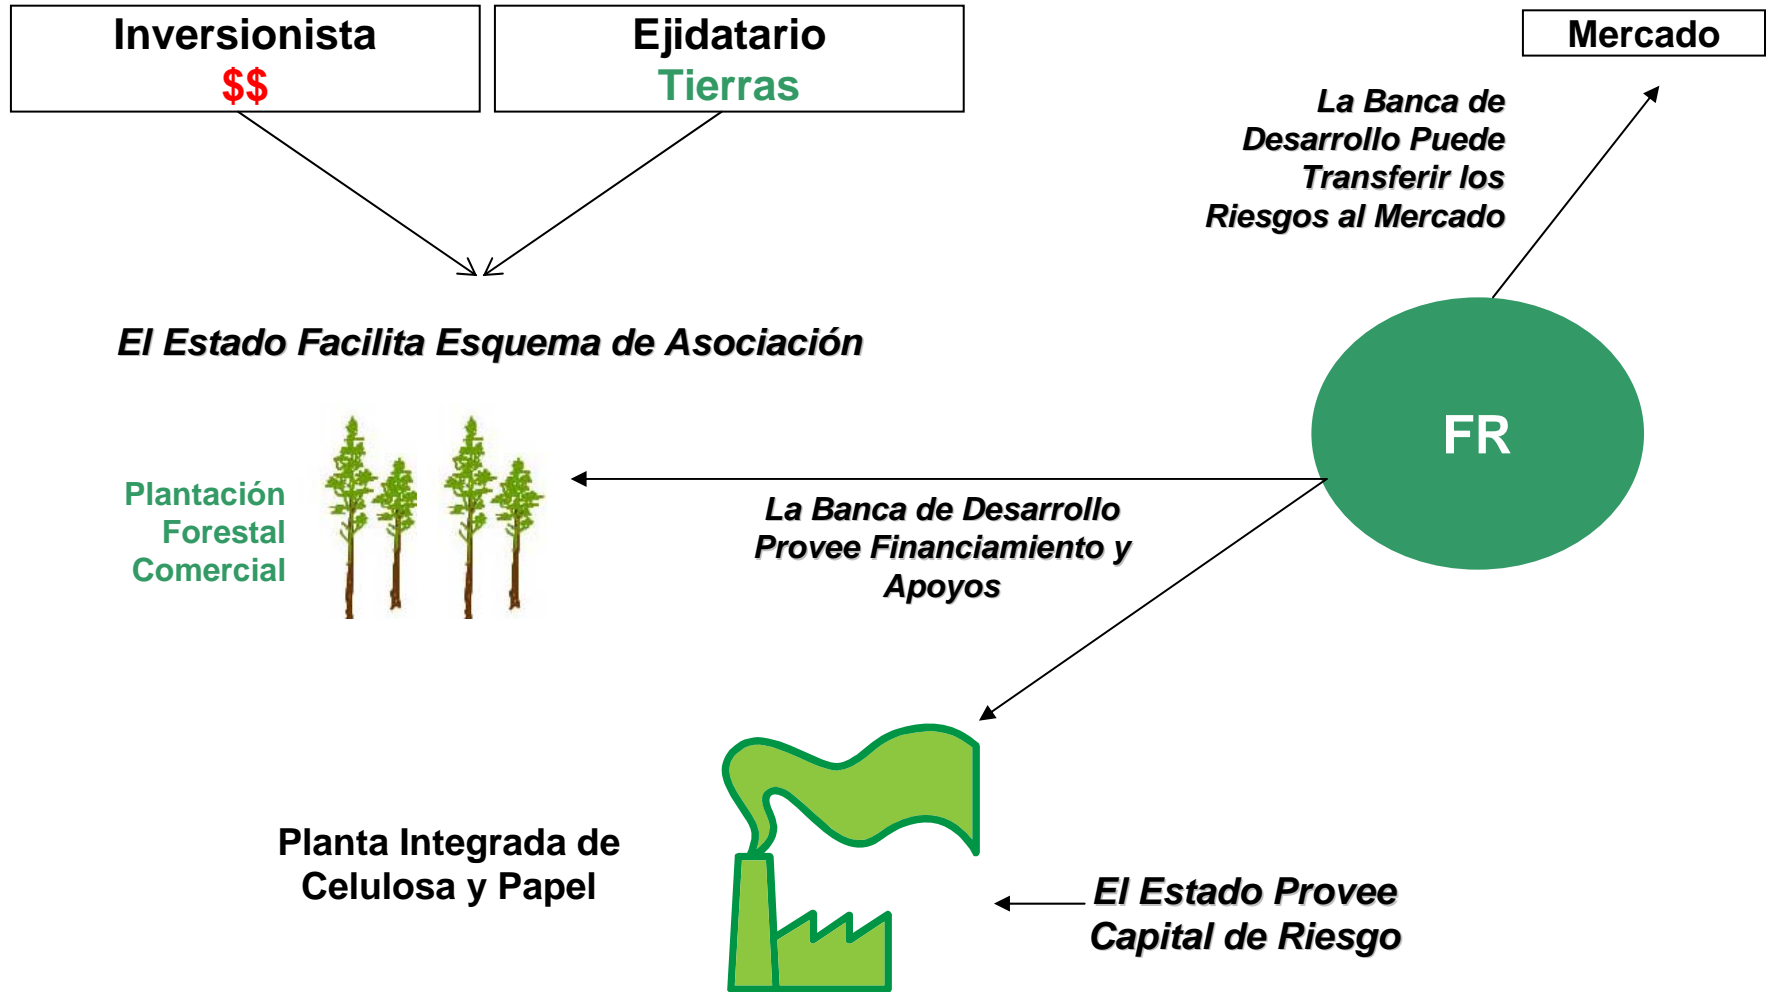 Inversionista
$$
Ejidatario
Tierras
Mercado
La Banca de
Desarrollo Puede
Transferir los
Riesgos al Mercado
El Estado Facilita Esquema de Asociación
FR
Plantación
Forestal
Comercial
La Banca de Desarrollo
Provee Financiamiento y
Apoyos
Planta Integrada de
Celulosa y Papel
El Estado Provee
Capital de Riesgo